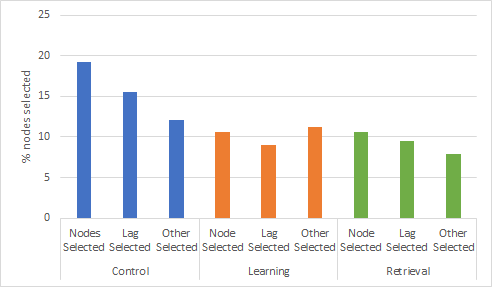 25
20
15
10
5
0
% nodes selected
Nodes Selected
Lag Selected
Other Selected
Node Selected
Lag Selected
Other Selected
Node Selected
Lag Selected
Other Selected
Control
Learning
Retrieval